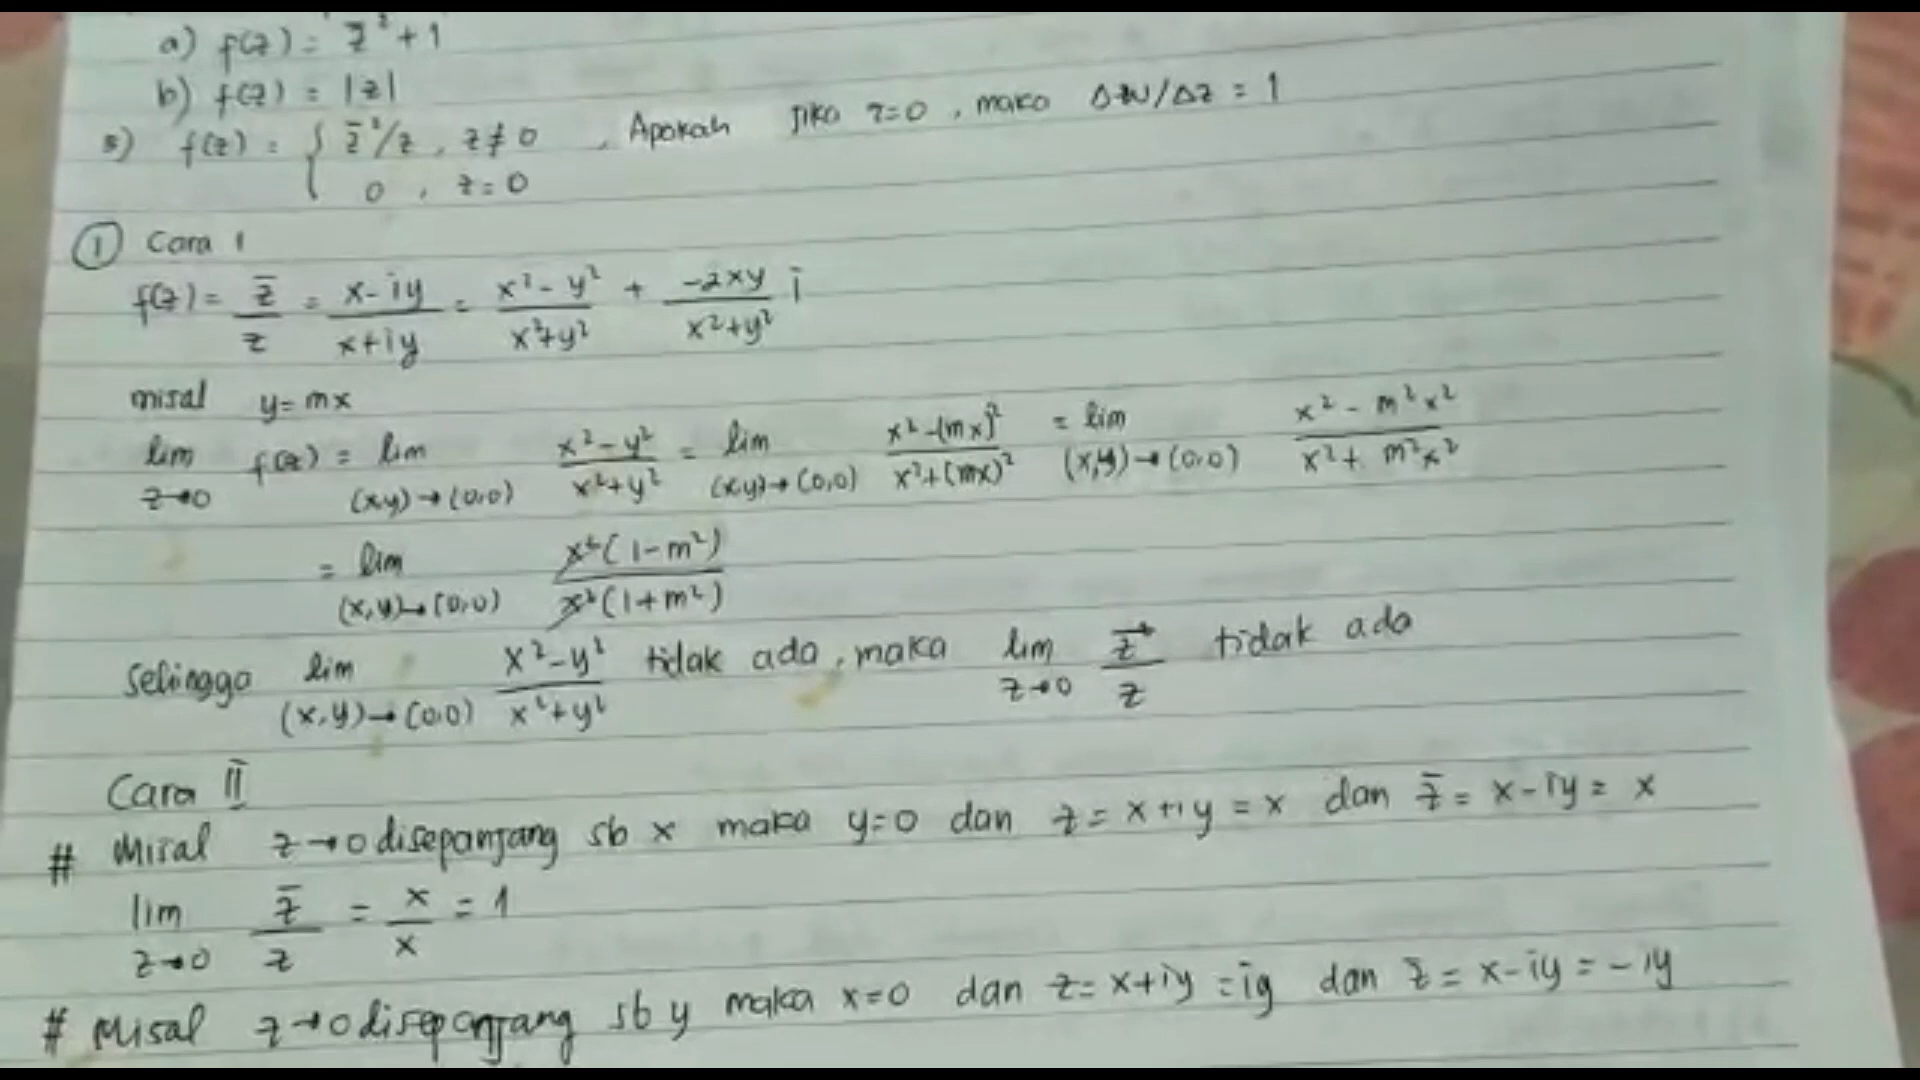 a) f(z) = z² + 1
b) f(z) = |z|
3) f(z) = { z̄²/z , z ≠ 0 , Apakah jika z=0 , maka Δw/Δz = 1
0 , z = 0
① Cara 1
f(z) = z̄/z = (x-iy)/(x+iy) = (x²-y²)/(x²+y²) + (-2xy)/(x²+y²) i
misal y = mx
lim z→0 f(z) = lim (x,y)→(0,0) (x²-y²)/(x²+y²) = lim (x,y)→(0,0) (x²-(mx)²)/(x²+(mx)²) = lim (x,y)→(0,0) (x²-m²x²)/(x²+m²x²)
= lim (x,y)→(0,0) x²(1-m²)/x²(1+m²)
Sehingga lim (x,y)→(0,0) (x²-y²)/(x²+y²) tidak ada, maka lim z→0 z̄/z tidak ada
Cara II
# Misal z→0 disepanjang sb x maka y=0 dan z = x+iy = x dan z̄ = x-iy = x
lim z→0 z̄/z = x/x = 1
# Misal z→0 disepanjang sb y maka x=0 dan z = x+iy = iy dan z̄ = x-iy = -iy